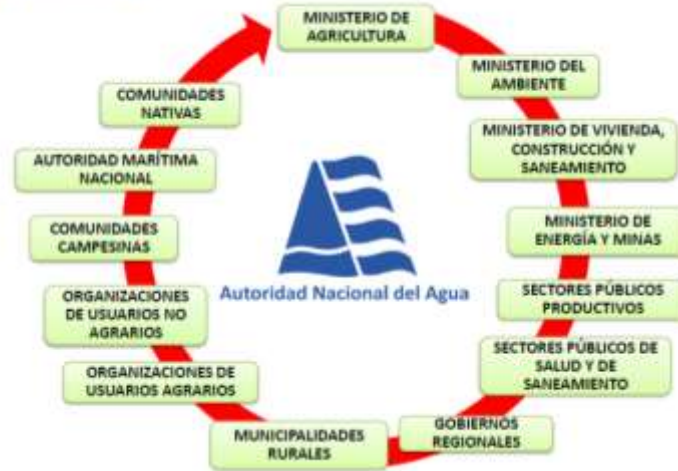 MINISTERIO DE
AGRICULTURA
MINISTERIO DEL
AMBIENTE
MINISTERIO DE VIVIENDA,
CONSTRUCCIÓN Y
SANEAMIENTO
MINISTERIO DE
ENERGÍA Y MINAS
SECTORES PÚBLICOS
PRODUCTIVOS
SECTORES PÚBLICOS DE
SALUD Y DE
SANEAMIENTO
GOBIERNOS
REGIONALES
MUNICIPALIDADES
RURALES
ORGANIZACIONES DE
USUARIOS AGRARIOS
ORGANIZACIONES
DE USUARIOS NO
AGRARIOS
COMUNIDADES
CAMPESINAS
AUTORIDAD MARÍTIMA
NACIONAL
COMUNIDADES
NATIVAS
Autoridad Nacional del Agua